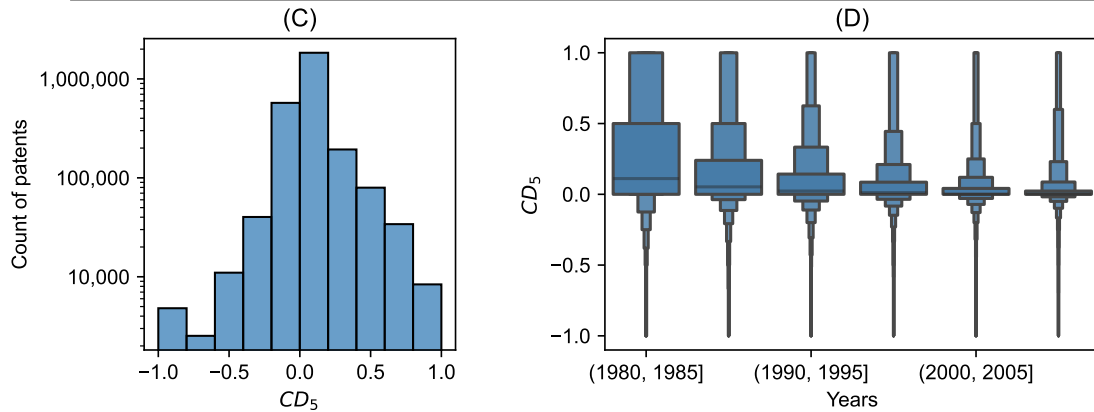 (C)
Count of patents
1,000,000
100,000
10,000
−1.0 −0.5 0.0 0.5 1.0
CD5
(D)
CD5
1.0
0.5
0.0
−0.5
−1.0
(1980, 1985] (1990, 1995] (2000, 2005]
Years